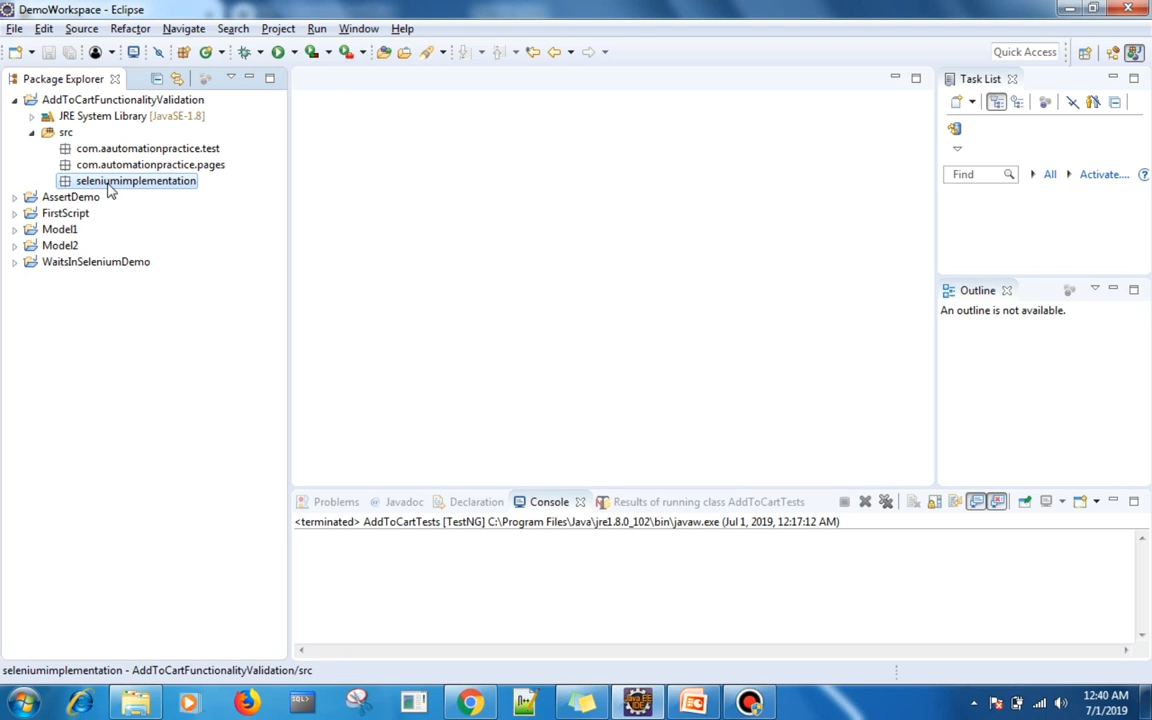 DemoWorkspace - Eclipse
File Edit Source Refactor Navigate Search Project Run Window Help
Quick Access
Package Explorer
AddToCartFunctionalityValidation
JRE System Library [JavaSE-1.8]
src
com.aautomationpractice.test
com.automationpractice.pages
seleniumimplementation
AssertDemo
FirstScript
Model1
Model2
WaitsInSeleniumDemo
Task List
Find All Activate....
Outline
An outline is not available.
Problems Javadoc Declaration Console Results of running class AddToCartTests
<terminated> AddToCartTests [TestNG] C:\Program Files\Java\jre1.8.0_102\bin\javaw.exe (Jul 1, 2019, 12:17:12 AM)
seleniumimplementation - AddToCartFunctionalityValidation/src
SQL
Java EE
IDE
12:40 AM
7/1/2019